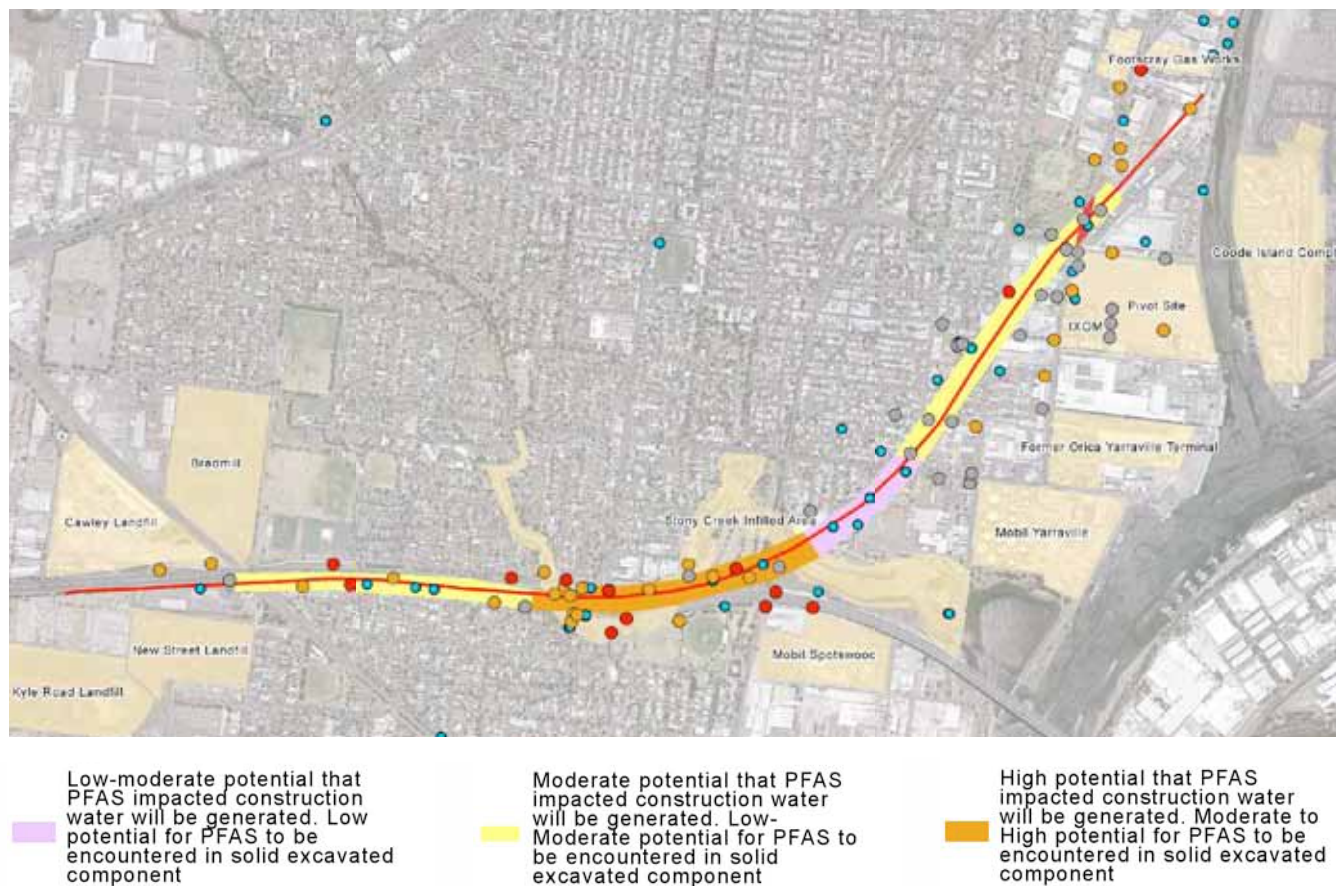 Footscray Gas Works
Coode Island Compl
Pivot Site
IXOM
Bradmill
Former Orica Yarraville Terminal
Cawley Landfill
Stony Creek Infilled Area
Mobil Yarraville
New Street Landfill
Mobil Spotswood
Kyle Road Landfill
Low-moderate potential that
PFAS impacted construction
water will be generated. Low
potential for PFAS to be
encountered in solid excavated
component
Moderate potential that PFAS
impacted construction water
will be generated. Low-
Moderate potential for PFAS to
be encountered in solid
excavated component
High potential that PFAS
impacted construction water
will be generated. Moderate to
High potential for PFAS to be
encountered in solid excavated
component